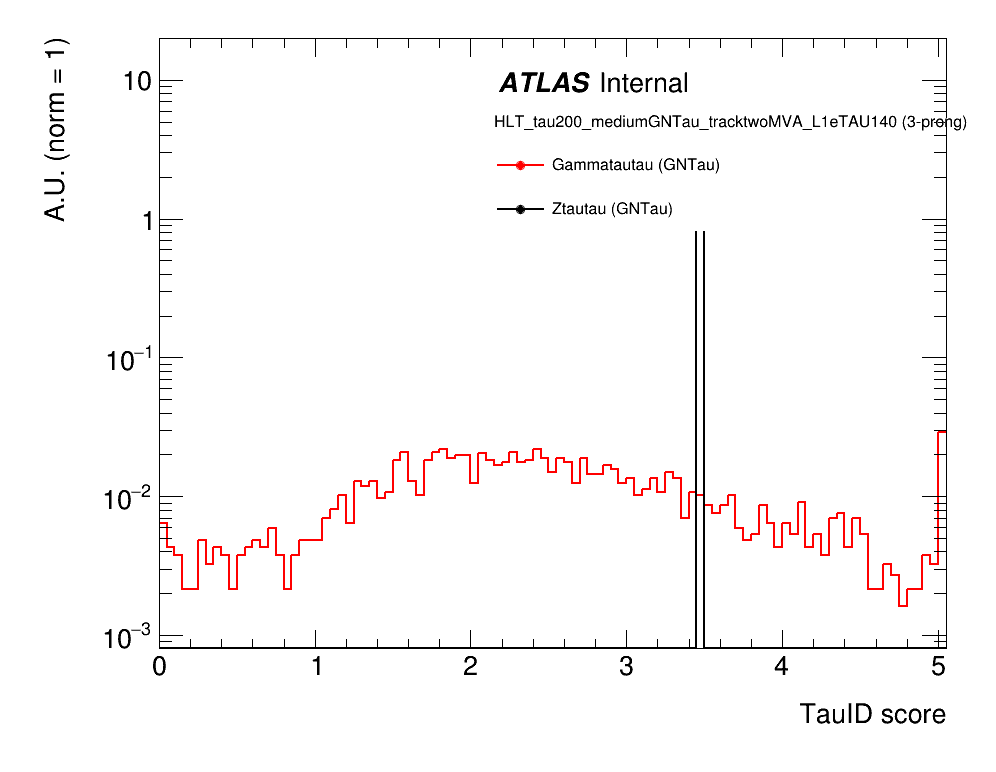 A.U. (norm = 1)
ATLAS Internal
HLT_tau200_mediumGNTau_tracktwoMVA_L1eTAU140 (3-prong)
Gammatautau (GNTau)
Ztautau (GNTau)
10
1
10⁻¹
10⁻²
10⁻³
0 1 2 3 4 5
TauID score